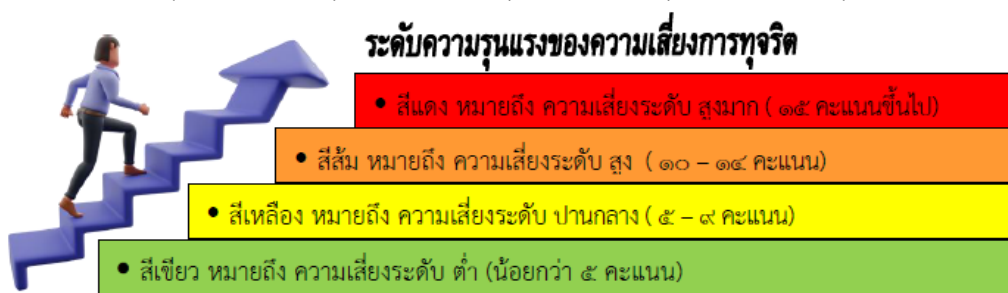 ระดับความรุนแรงของความเสี่ยงการทุจริต
• สีแดง หมายถึง ความเสี่ยงระดับ สูงมาก ( ๑๕ คะแนนขึ้นไป)
• สีส้ม หมายถึง ความเสี่ยงระดับ สูง ( ๑๐ – ๑๔ คะแนน)
• สีเหลือง หมายถึง ความเสี่ยงระดับ ปานกลาง ( ๕ – ๙ คะแนน)
• สีเขียว หมายถึง ความเสี่ยงระดับ ต่ำ (น้อยกว่า ๕ คะแนน)